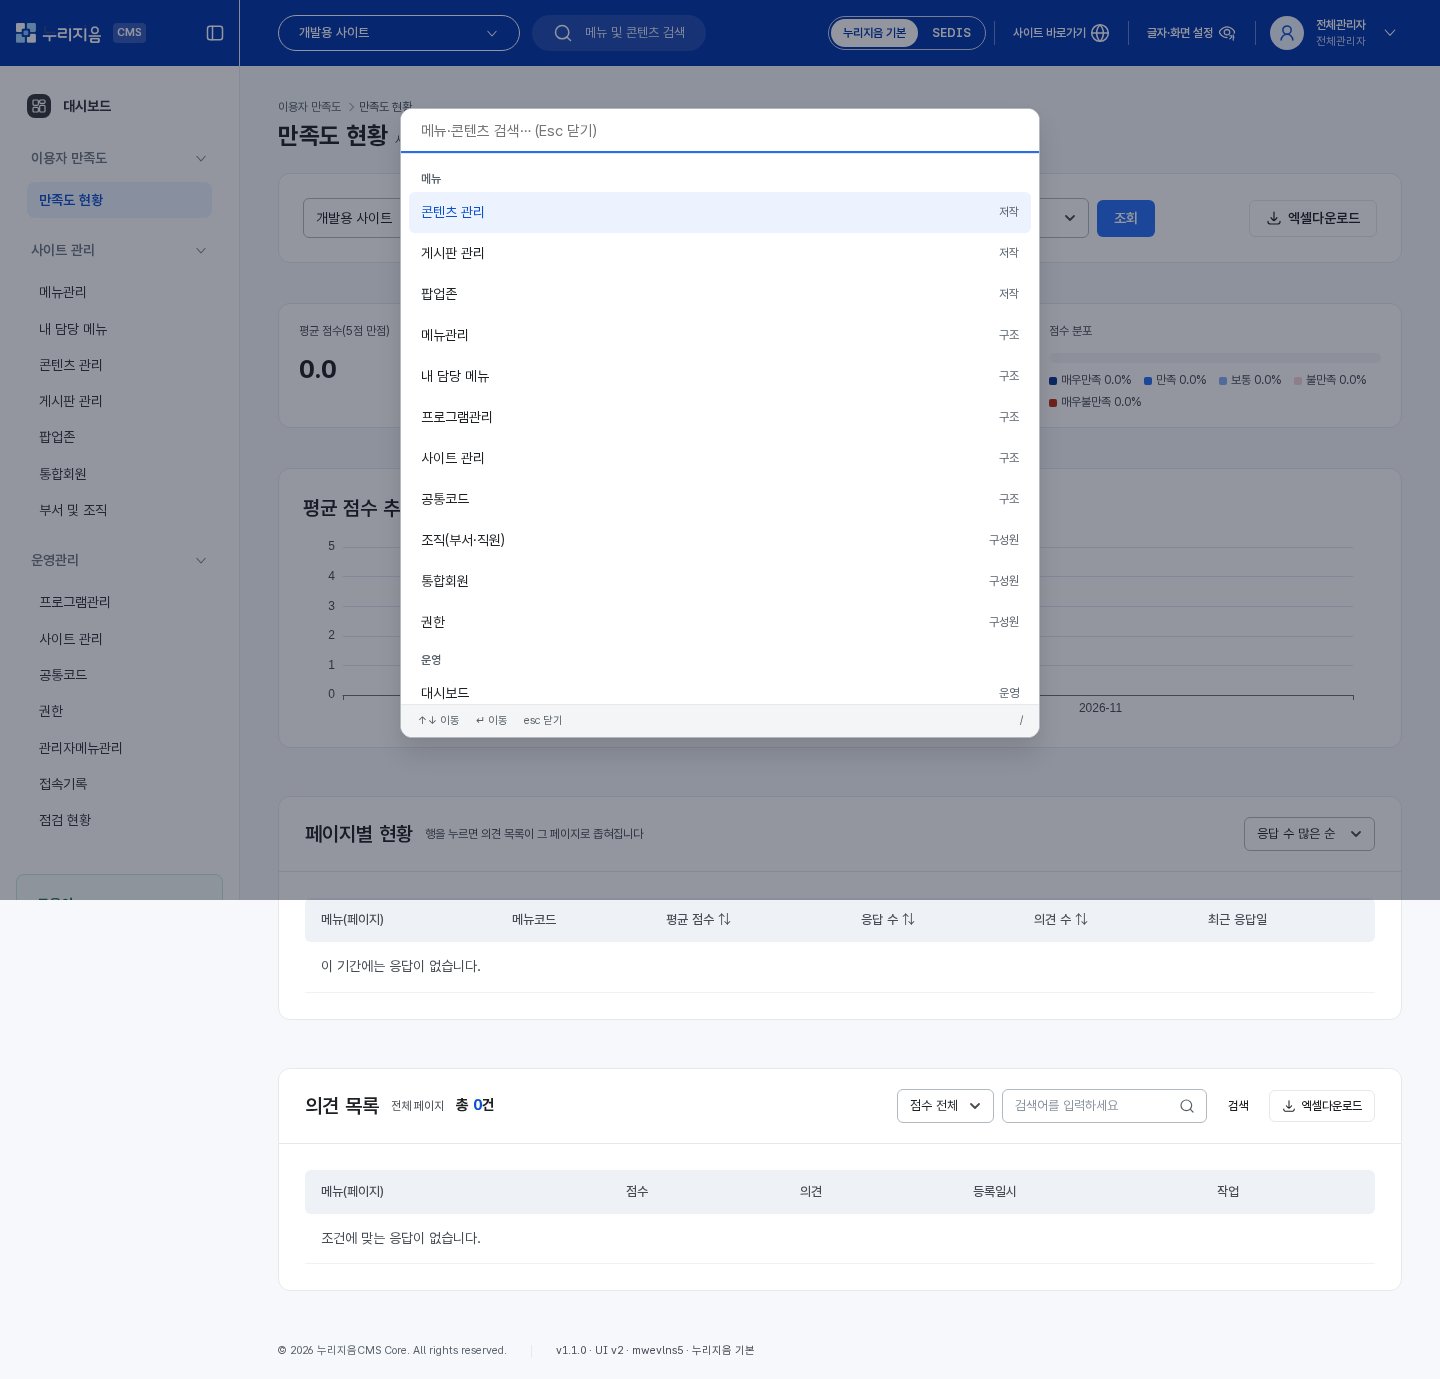 누리지음 CMS
개발용 사이트
메뉴 및 콘텐츠 검색
누리지음 기본 SEDIS
사이트 바로가기
글자·화면 설정
전체관리자
전체관리자
대시보드
이용자 만족도
만족도 현황
사이트 관리
메뉴관리
내 담당 메뉴
콘텐츠 관리
게시판 관리
팝업존
통합회원
부서 및 조직
운영관리
프로그램관리
사이트 관리
공통코드
권한
관리자메뉴관리
접속기록
점검 현황
이용자 만족도 > 만족도 현황
만족도 현황
개발용 사이트
조회
엑셀다운로드
평균 점수(5점 만점)
0.0
점수 분포
매우만족 0.0% 만족 0.0% 보통 0.0% 불만족 0.0%
매우불만족 0.0%
평균 점수 추
5
4
3
2
1
0
2026-11
메뉴·콘텐츠 검색… (Esc 닫기)
메뉴
콘텐츠 관리 저작
게시판 관리 저작
팝업존 저작
메뉴관리 구조
내 담당 메뉴 구조
프로그램관리 구조
사이트 관리 구조
공통코드 구조
조직(부서·직원) 구성원
통합회원 구성원
권한 구성원
운영
대시보드 운영
↑↓ 이동 ↵ 이동 esc 닫기 /
페이지별 현황 행을 누르면 의견 목록이 그 페이지로 좁혀집니다
응답 수 많은 순
메뉴(페이지) 메뉴코드 평균 점수 응답 수 의견 수 최근 응답일
이 기간에는 응답이 없습니다.
의견 목록 전체 페이지 총 0건
점수 전체 검색어를 입력하세요 검색 엑셀다운로드
메뉴(페이지) 점수 의견 등록일시 작업
조건에 맞는 응답이 없습니다.
© 2026 누리지음CMS Core. All rights reserved. v1.1.0 · UI v2 · mwevlns5 · 누리지음 기본